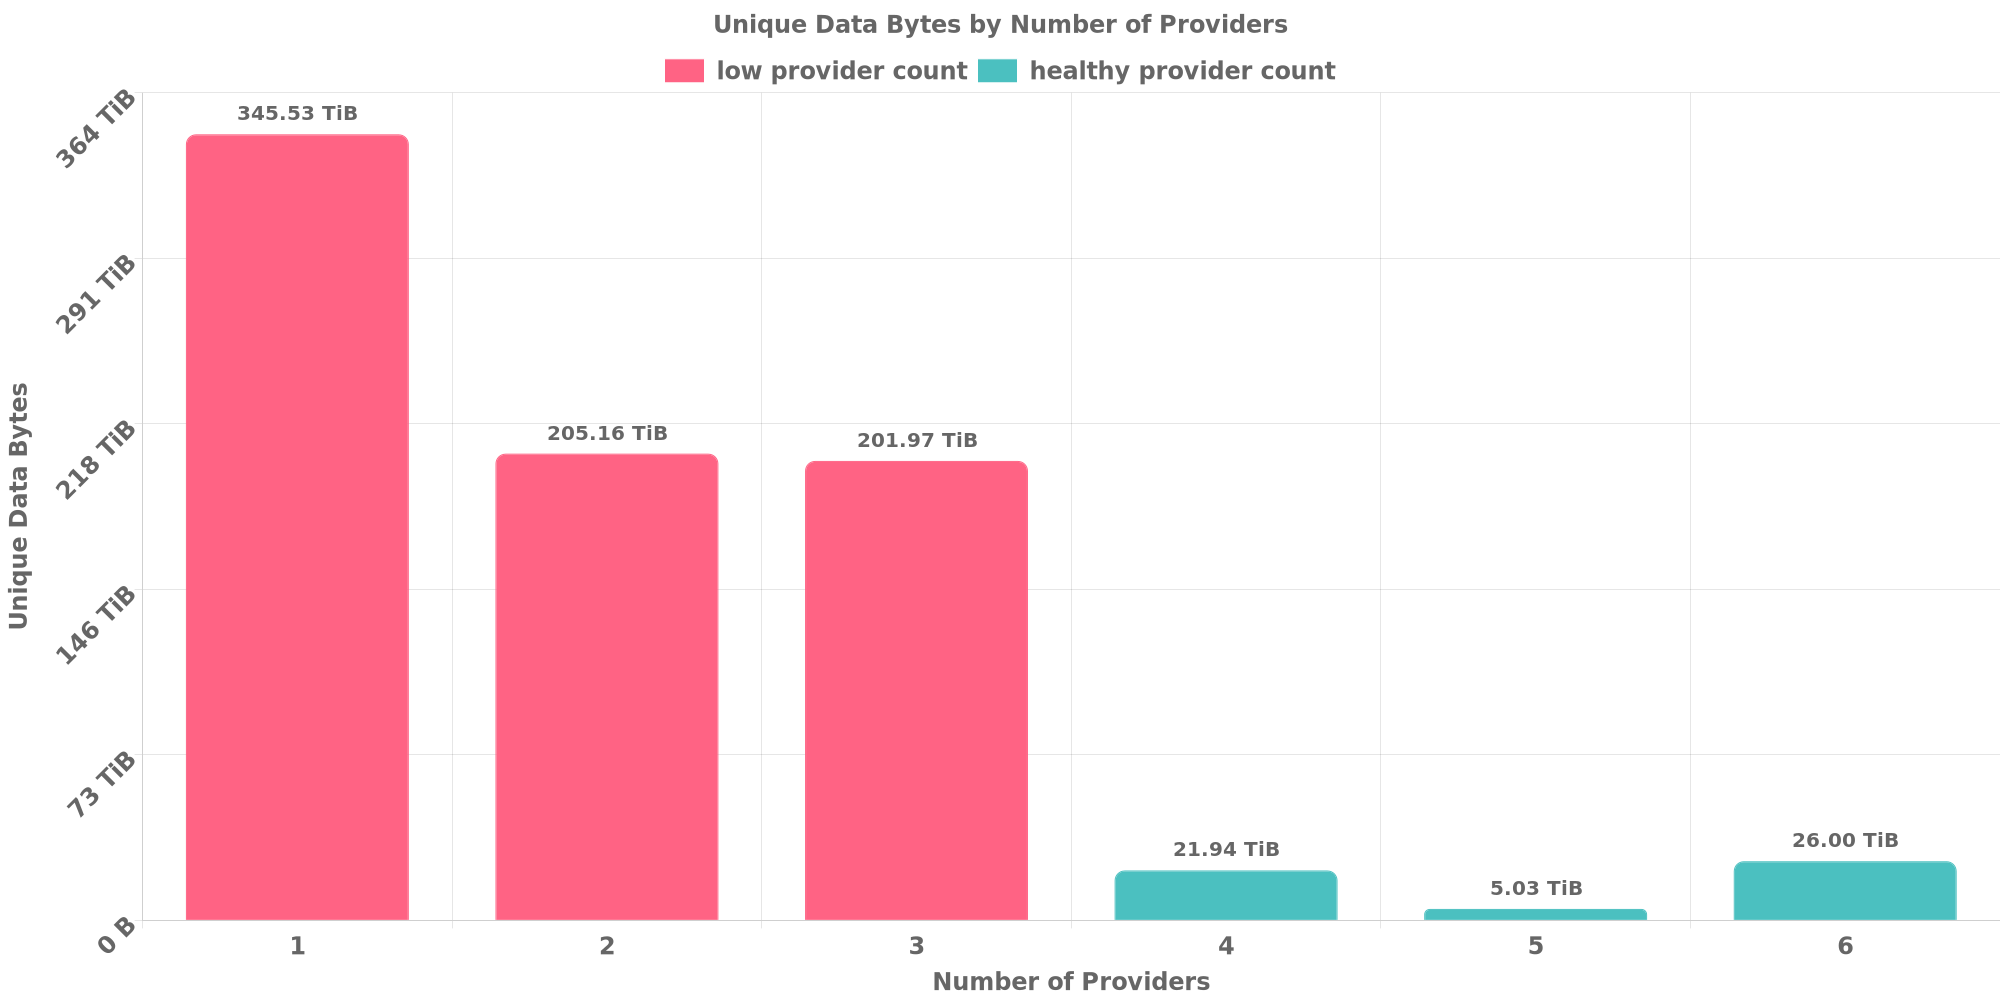 Unique Data Bytes by Number of Providers
low provider count healthy provider count
364 TiB
291 TiB
218 TiB
146 TiB
73 TiB
0 B
Unique Data Bytes
345.53 TiB
205.16 TiB
201.97 TiB
21.94 TiB
5.03 TiB
26.00 TiB
1 2 3 4 5 6
Number of Providers